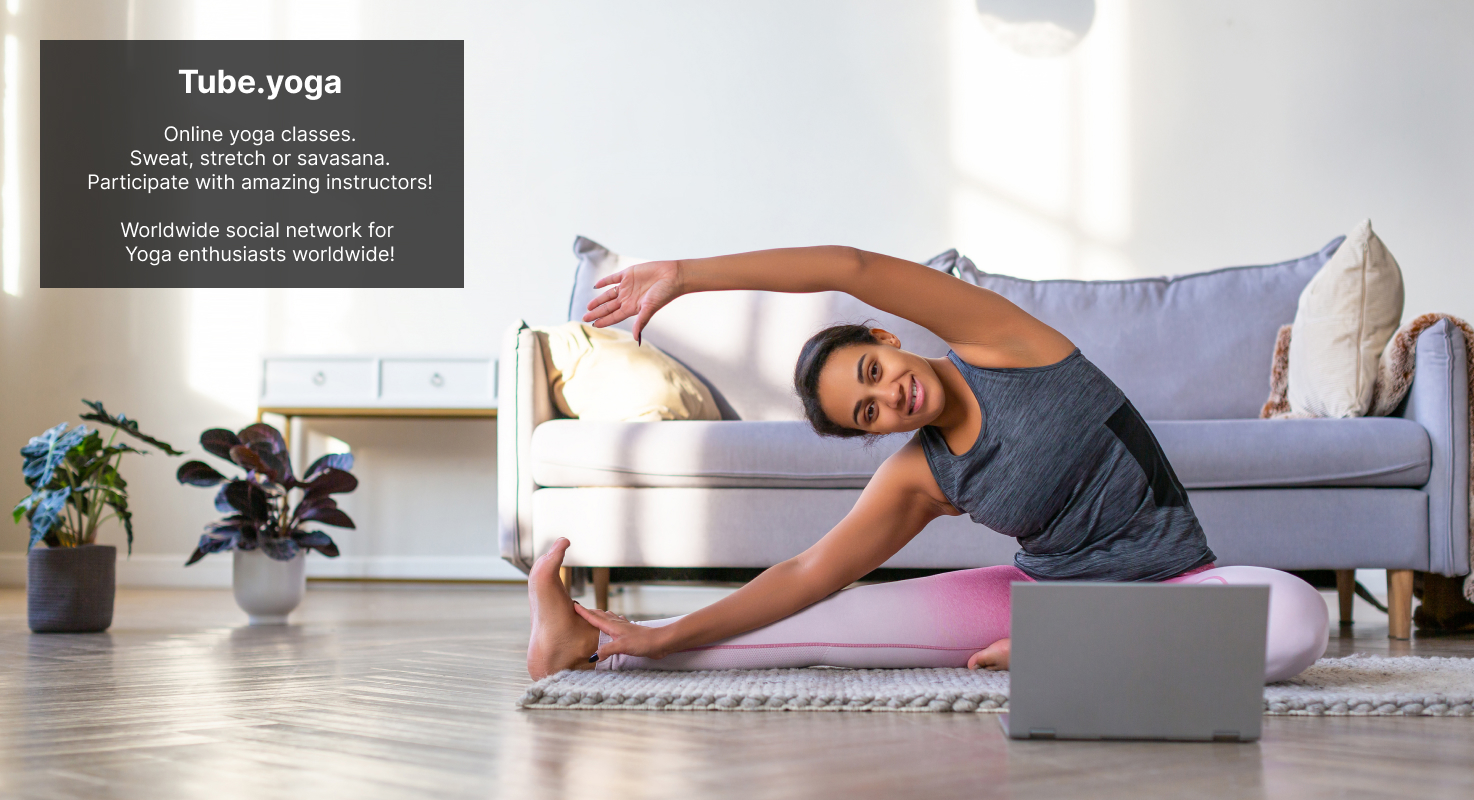 Tube.yoga
Online yoga classes.
Sweat, stretch or savasana.
Participate with amazing instructors!
Worldwide social network for
Yoga enthusiasts worldwide!